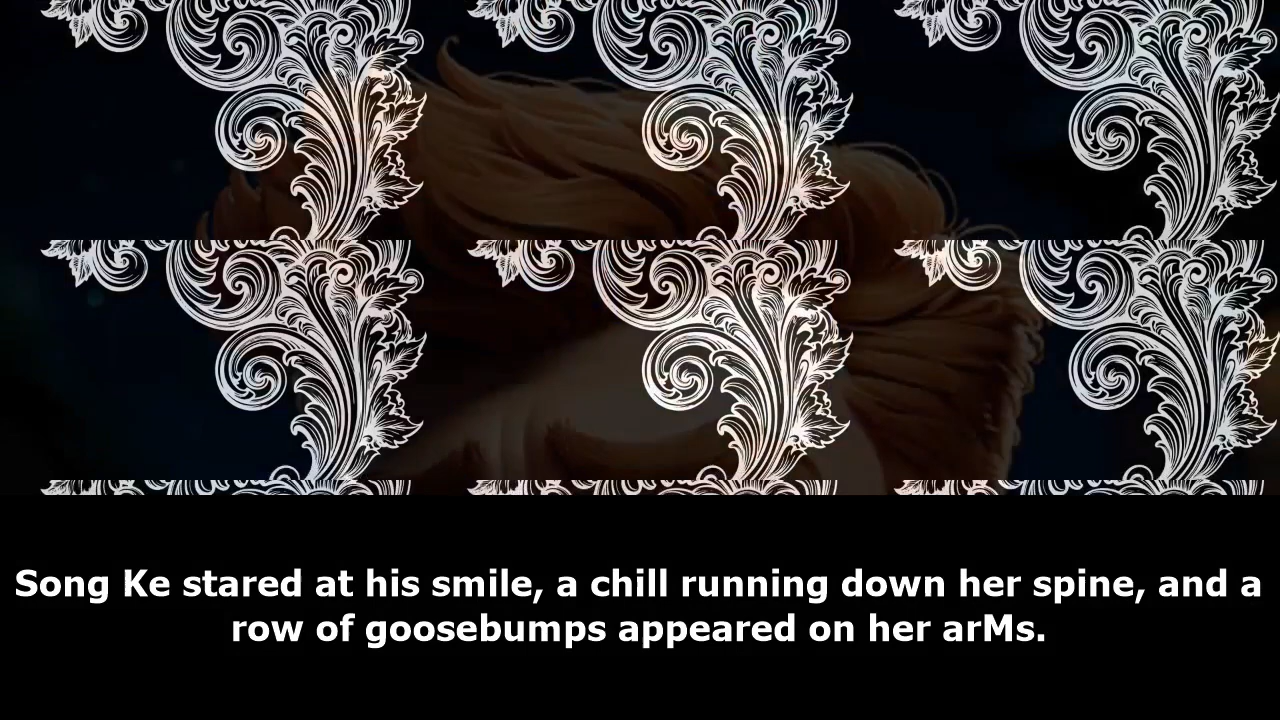 Song Ke stared at his smile, a chill running down her spine, and a
row of goosebumps appeared on her arMs.